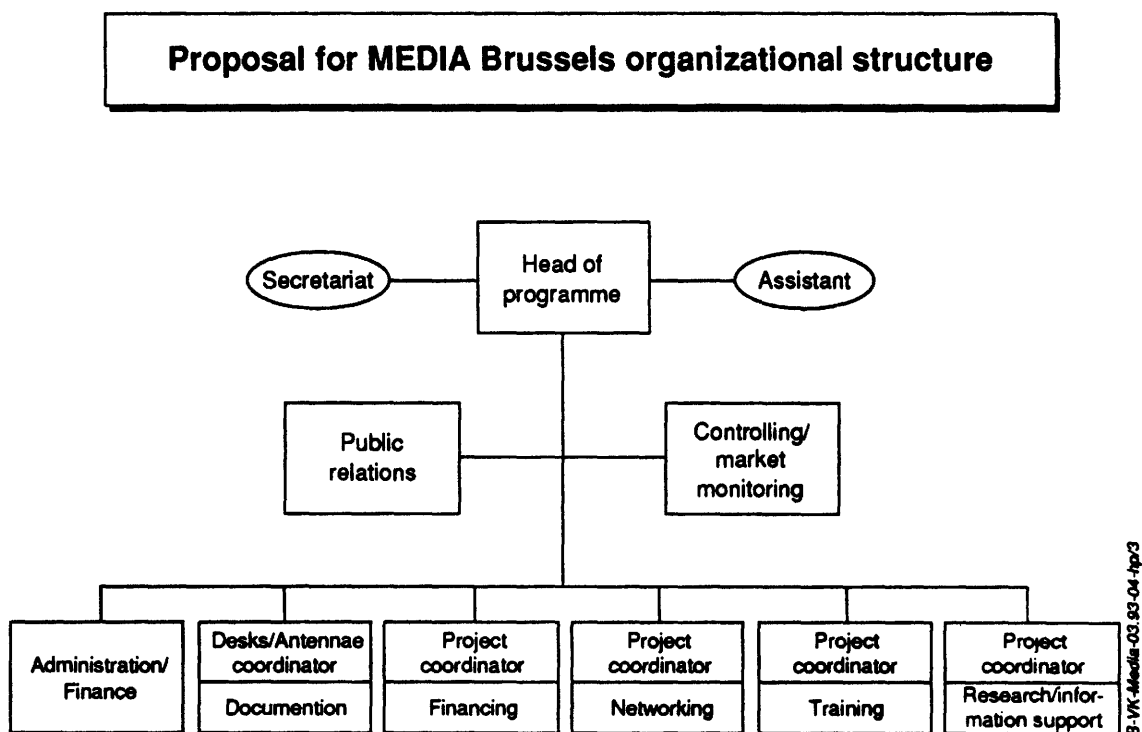 Proposal for MEDIA Brussels organizational structure
Secretariat
Head of
programme
Assistant
Public
relations
Controlling/
market
monitoring
Administration/
Finance
Desks/Antennae
coordinator
Documention
Project
coordinator
Financing
Project
coordinator
Networking
Project
coordinator
Training
Project
coordinator
Research/infor-
mation support
-VK-Media-03.93-04-hp/3